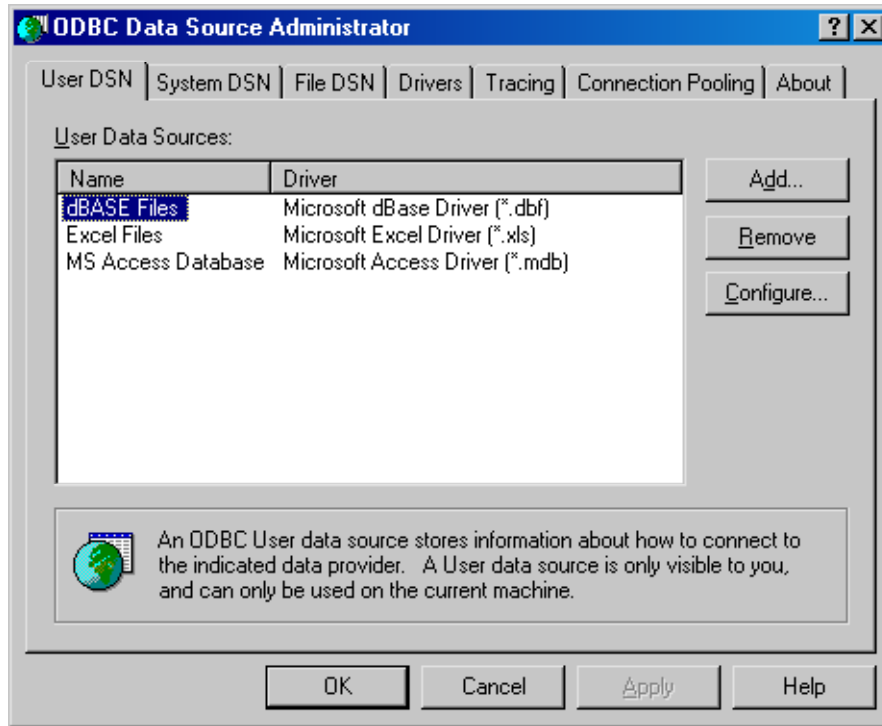 ODBC Data Source Administrator
User DSN System DSN File DSN Drivers Tracing Connection Pooling About
User Data Sources:
Name Driver
dBASE Files Microsoft dBase Driver (*.dbf)
Excel Files Microsoft Excel Driver (*.xls)
MS Access Database Microsoft Access Driver (*.mdb)
Add...
Remove
Configure...
An ODBC User data source stores information about how to connect to
the indicated data provider. A User data source is only visible to you,
and can only be used on the current machine.
OK Cancel Apply Help